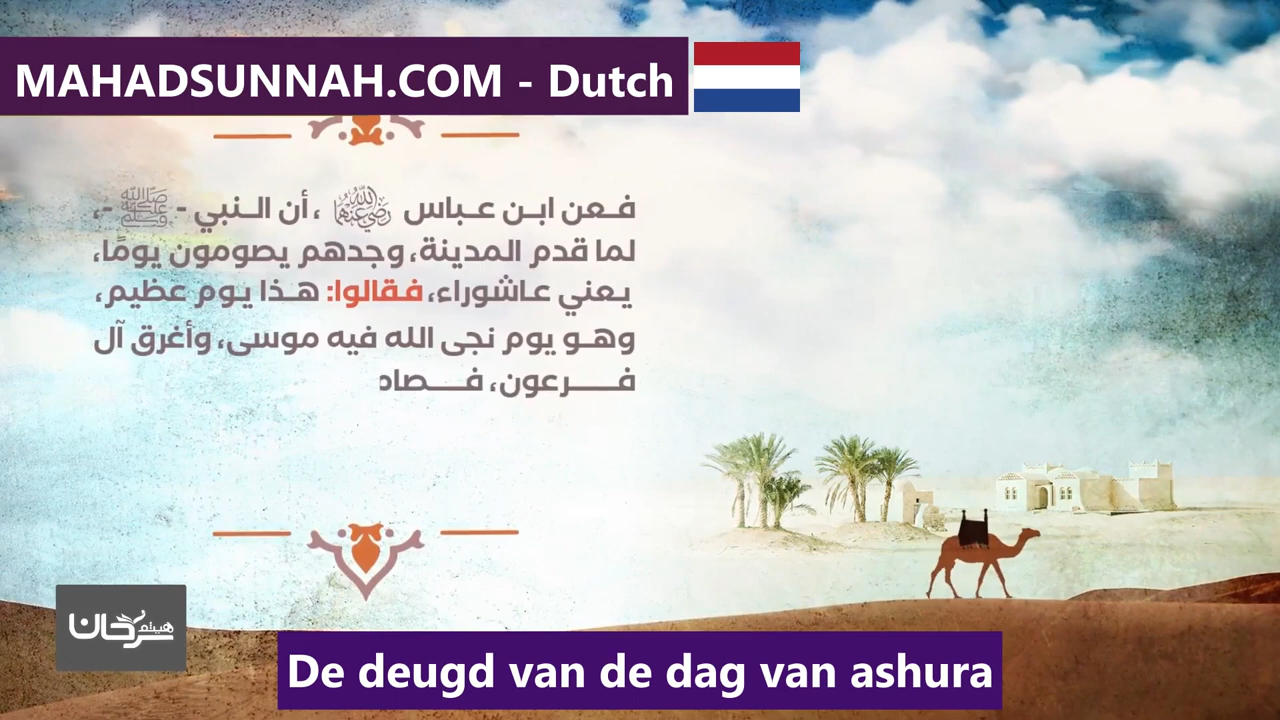 MAHADSUNNAH.COM - Dutch
فعن ابن عباس رضي الله عنهما، أن النبي - ﷺ -،
لما قدم المدينة، وجدهم يصومون يومًا،
يعني عاشوراء، فقالوا: هذا يوم عظيم،
وهو يوم نجى الله فيه موسى، وأغرق آل
فرعون، فصام
هيثم سرحان
De deugd van de dag van ashura